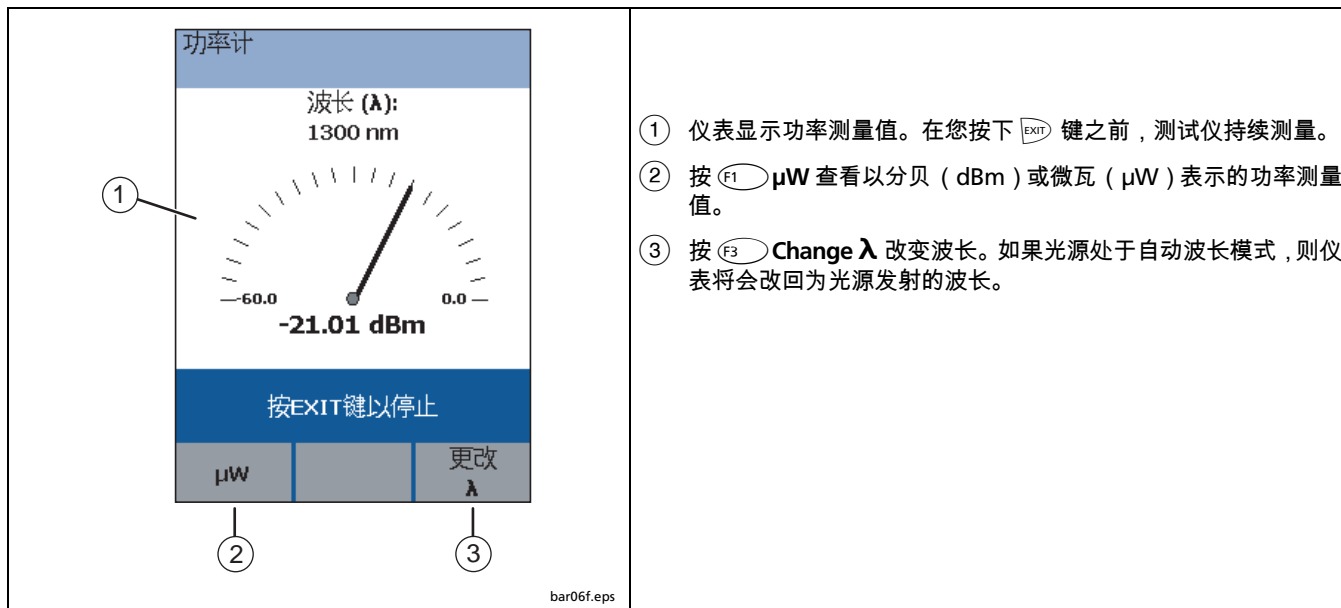 功率计
波长 (λ):
1300 nm
1
-60.0
0.0
-21.01 dBm
按EXIT键以停止
µW
更改
λ
2
3
bar06f.eps
1 仪表显示功率测量值。在您按下 EXIT 键之前，测试仪持续测量。
2 按 F1 µW 查看以分贝（dBm）或微瓦（µW）表示的功率测量
值。
3 按 F3 Change λ 改变波长。如果光源处于自动波长模式，则仪
表将会改回为光源发射的波长。